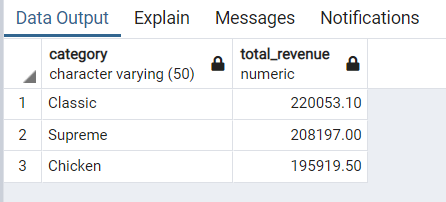 Data Output Explain Messages Notifications
category total_revenue
character varying (50) numeric
1 Classic 220053.10
2 Supreme 208197.00
3 Chicken 195919.50